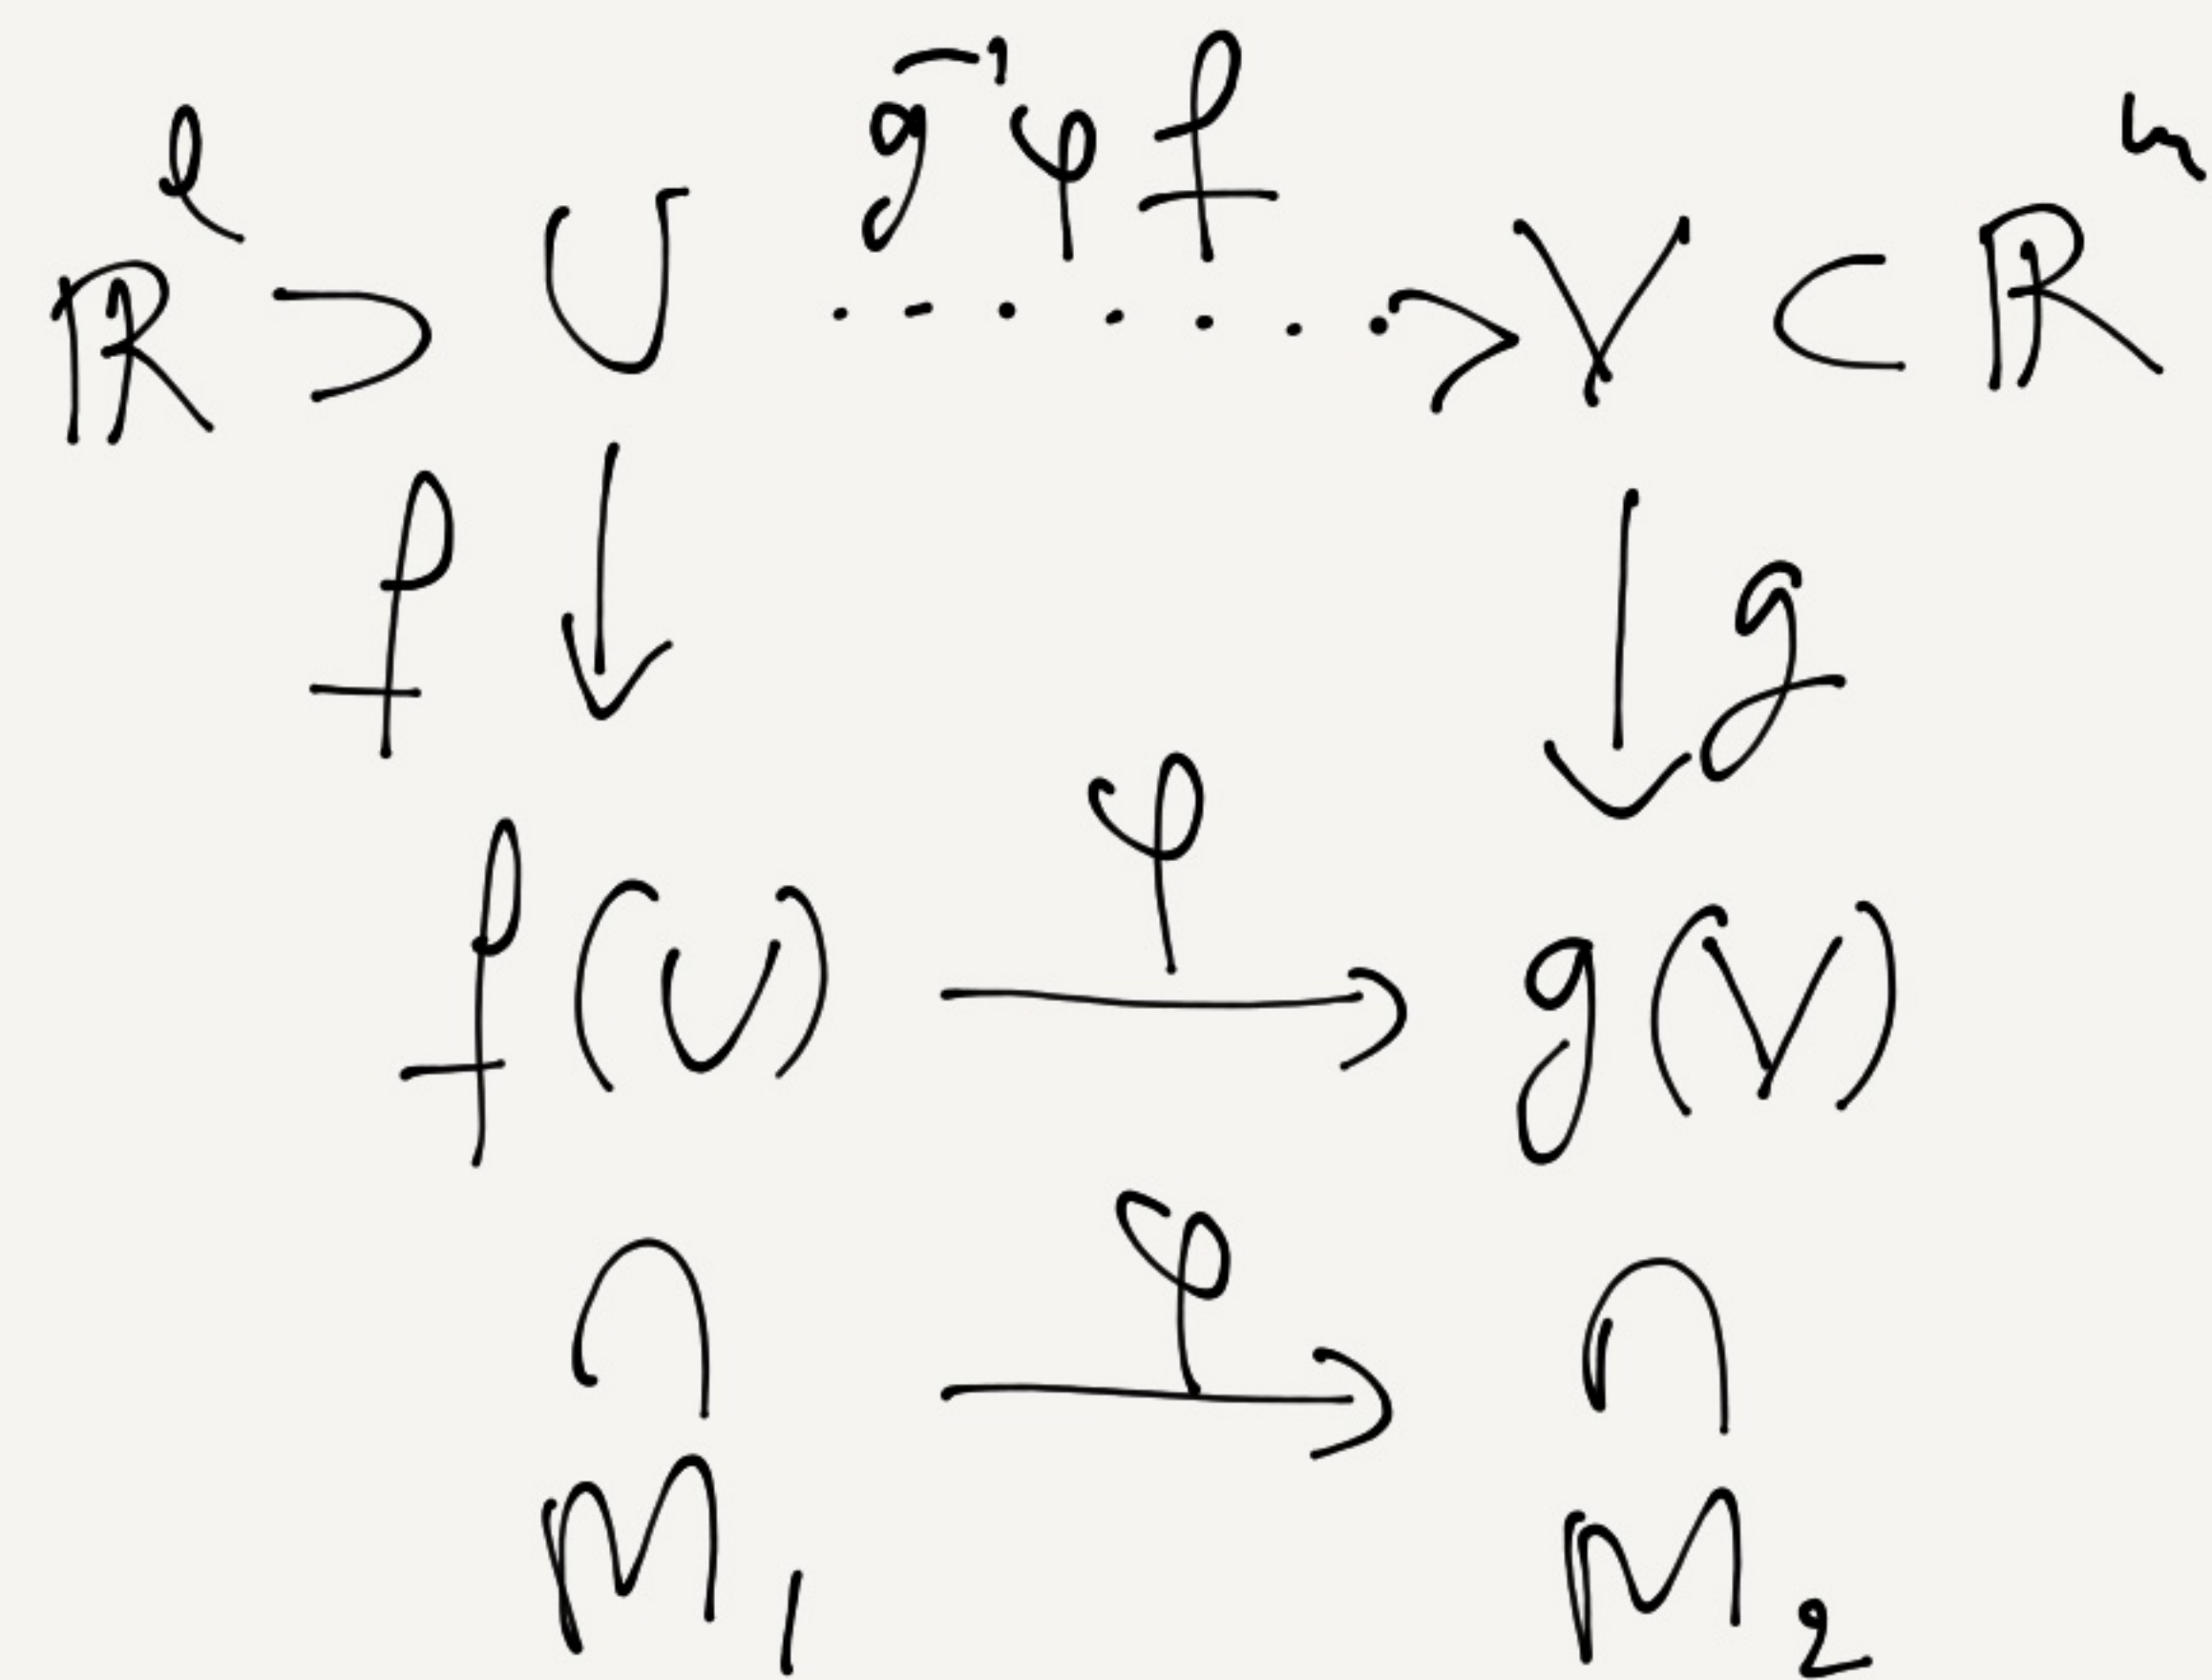 ℝ^ℓ ⊃ U ⋯⋯> V ⊂ ℝ^m
g⁻¹φf
f ↓ ↓ g
φ
f(U) → g(V)
φ
∩ → ∩
M₁ M₂